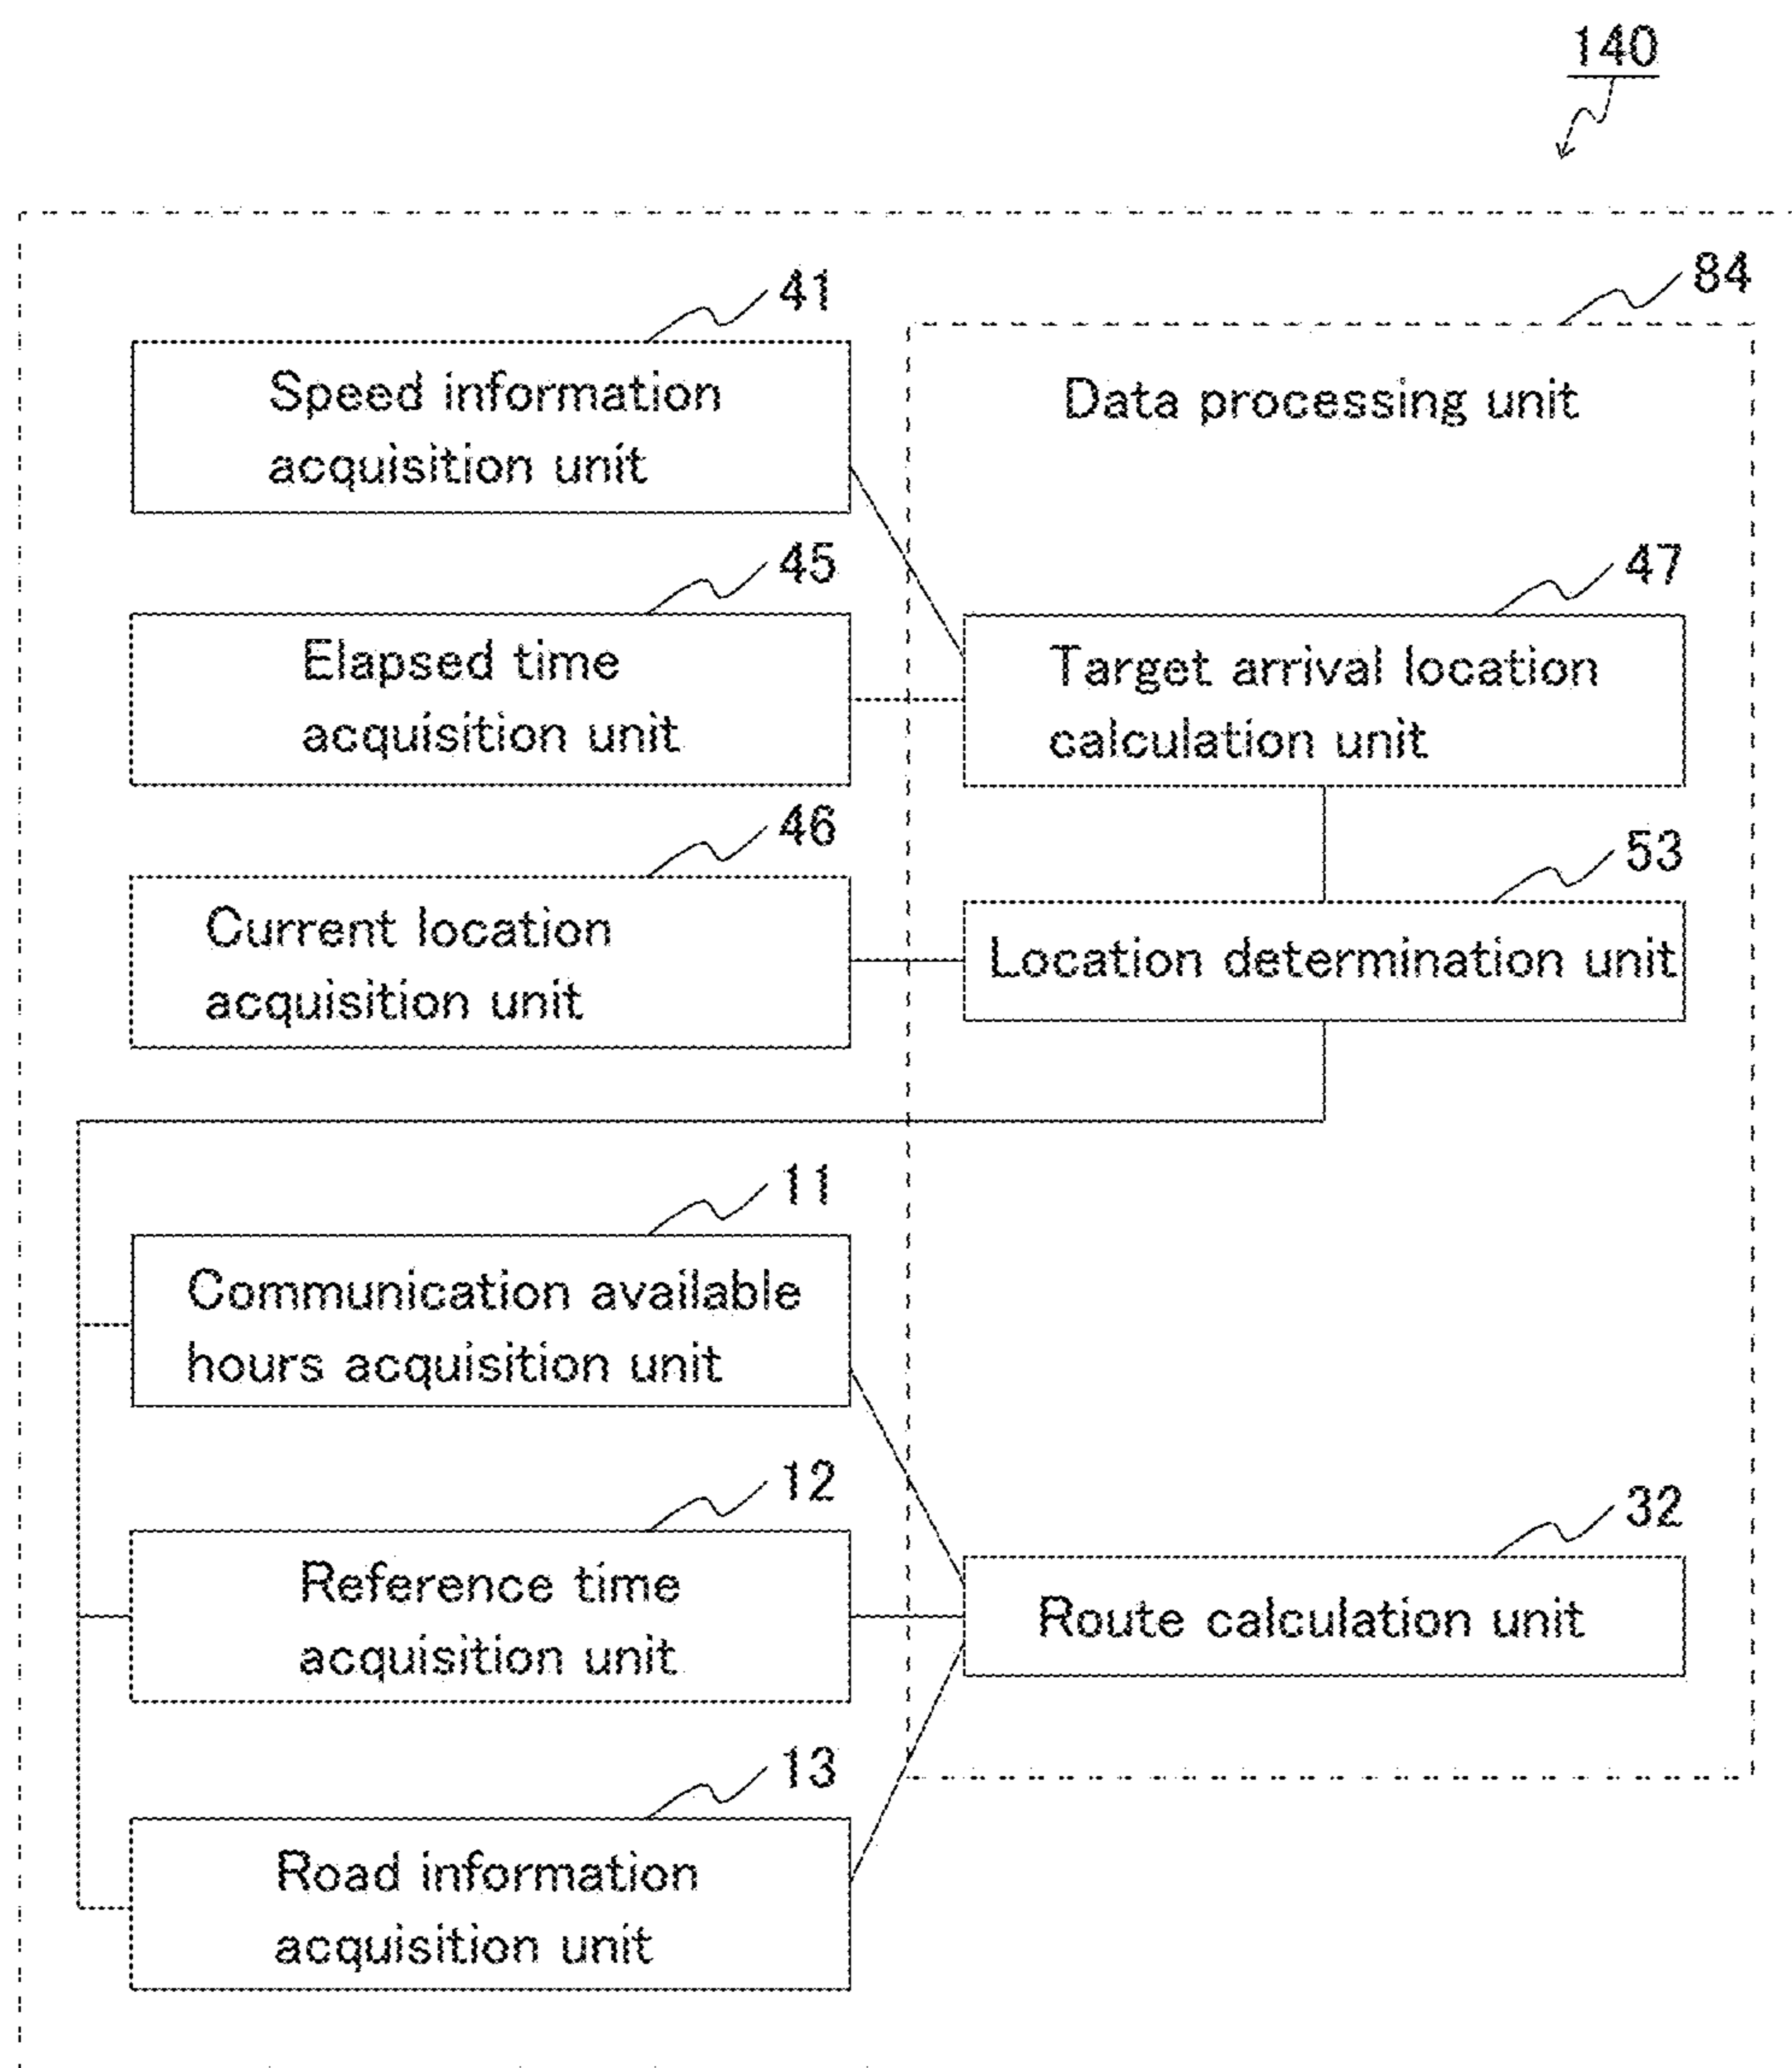 140
84
41
Speed information
acquisition unit
Data processing unit
45
Elapsed time
acquisition unit
47
Target arrival location
calculation unit
46
Current location
acquisition unit
53
Location determination unit
11
Communication available
hours acquisition unit
12
Reference time
acquisition unit
32
Route calculation unit
13
Road information
acquisition unit